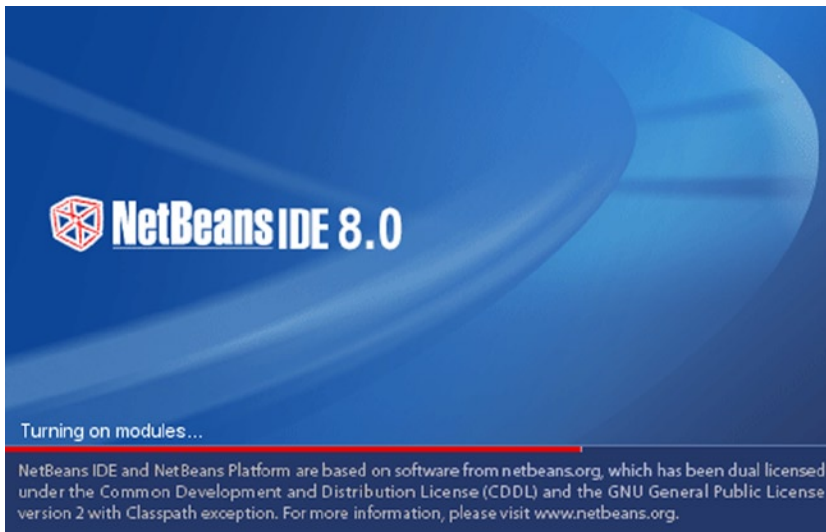 NetBeans IDE 8.0
Turning on modules...
NetBeans IDE and NetBeans Platform are based on software from netbeans.org, which has been dual licensed
under the Common Development and Distribution License (CDDL) and the GNU General Public License
version 2 with Classpath exception. For more information, please visit www.netbeans.org.